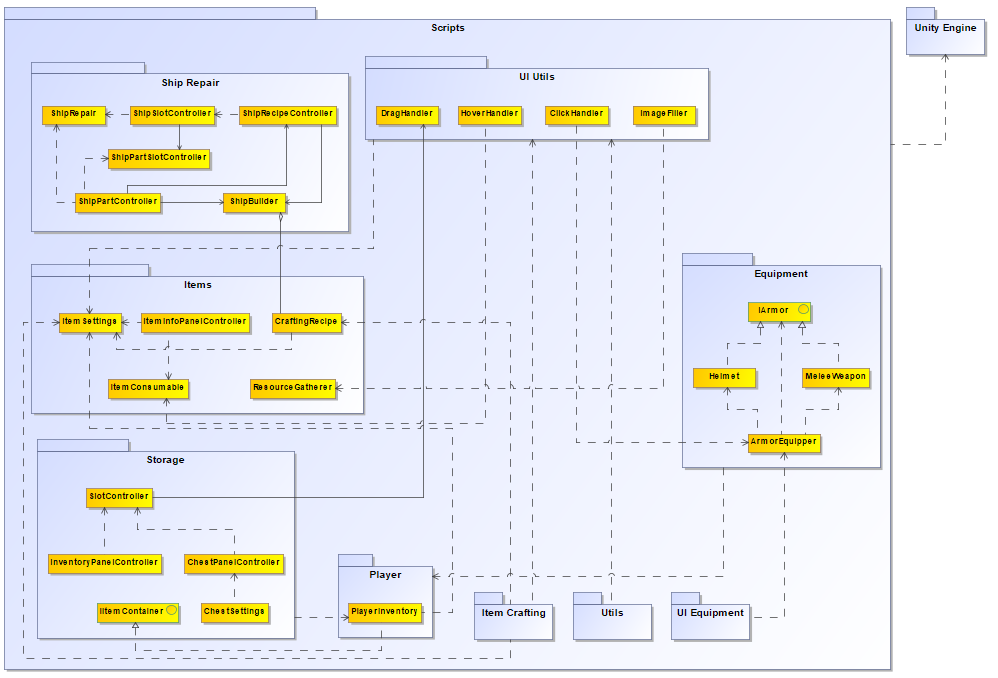 Scripts
Unity Engine
Ship Repair
ShipRepair
ShipSlotController
ShipRecipeController
ShipPartSlotController
ShipPartController
ShipBuilder
UI Utils
DragHandler
HoverHandler
ClickHandler
ImageFiller
Items
ItemSettings
ItemInfoPanelController
CraftingRecipe
ItemConsumable
ResourceGatherer
Equipment
IArmor
Helmet
MeleeWeapon
ArmorEquipper
Storage
SlotController
InventoryPanelController
ChestPanelController
IItemContainer
ChestSettings
Player
PlayerInventory
Item Crafting
Utils
UI Equipment